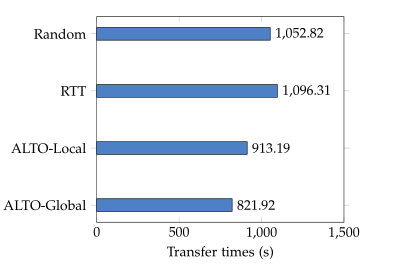 Random 1,052.82
RTT 1,096.31
ALTO-Local 913.19
ALTO-Global 821.92
0 500 1,000 1,500
Transfer times (s)